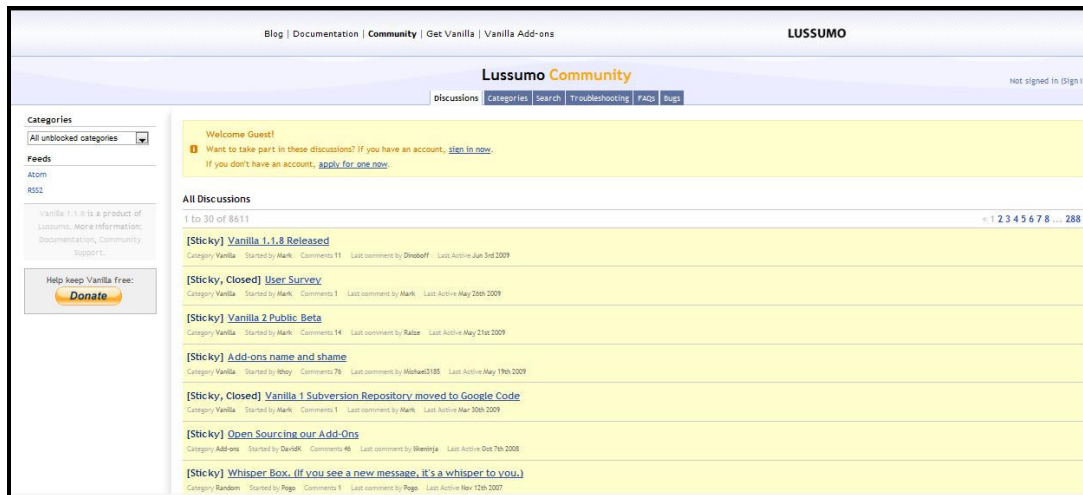 Blog | Documentation | Community | Get Vanilla | Vanilla Add-ons
LUSSUMO
Lussumo Community
Not signed in (Sign I
Discussions Categories Search Troubleshooting FAQs Bugs
Categories
All unblocked categories
Feeds
Atom
RSS2
Vanilla 1.1.8 is a product of
Lussumo. More Information:
Documentation, Community
Support.
Help keep Vanilla free:
Donate
Welcome Guest!
Want to take part in these discussions? If you have an account, sign in now.
If you don't have an account, apply for one now.
All Discussions
1 to 30 of 8611
< 1 2 3 4 5 6 7 8 ... 288
[Sticky] Vanilla 1.1.8 Released
Category Vanilla Started by Mark Comments 11 Last comment by Dinoboff Last Active Jun 3rd 2009
[Sticky, Closed] User Survey
Category Vanilla Started by Mark Comments 1 Last comment by Mark Last Active May 26th 2009
[Sticky] Vanilla 2 Public Beta
Category Vanilla Started by Mark Comments 14 Last comment by Raize Last Active May 21st 2009
[Sticky] Add-ons name and shame
Category Vanilla Started by ithcy Comments 76 Last comment by Michael3185 Last Active May 19th 2009
[Sticky, Closed] Vanilla 1 Subversion Repository moved to Google Code
Category Vanilla Started by Mark Comments 1 Last comment by Mark Last Active Mar 30th 2009
[Sticky] Open Sourcing our Add-Ons
Category Add-ons Started by DavidK Comments 46 Last comment by likeninja Last Active Oct 7th 2008
[Sticky] Whisper Box. (If you see a new message, it's a whisper to you.)
Category Random Started by Pogo Comments 1 Last comment by Pogo Last Active Nov 12th 2007